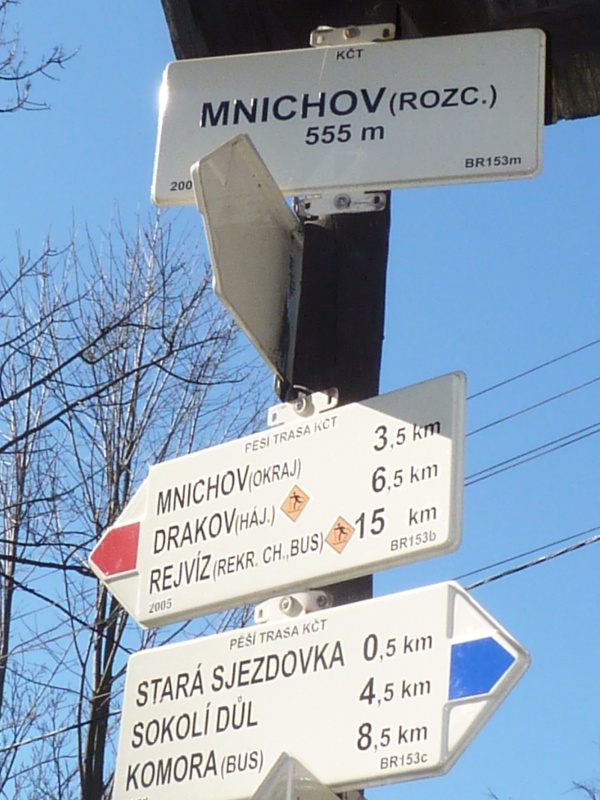 KČT
MNICHOV (ROZC.)
555 m
BR153m
PĚŠÍ TRASA KČT
MNICHOV (OKRAJ) 3,5 km
DRAKOV (HÁJ.) 6,5 km
REJVÍZ (REKR. CH.,BUS) 15 km
2005 BR153b
PĚŠÍ TRASA KČT
STARÁ SJEZDOVKA 0,5 km
SOKOLÍ DŮL 4,5 km
KOMORA (BUS) 8,5 km
BR153c